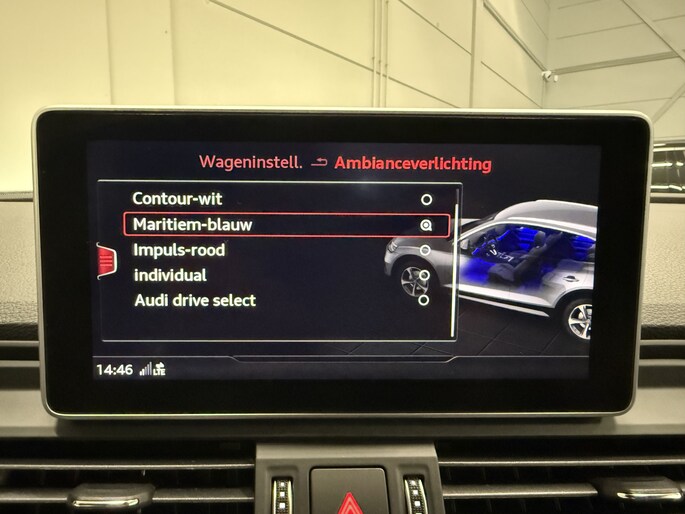 Wageninstell. Ambianceverlichting
Contour-wit
Maritiem-blauw
Impuls-rood
individual
Audi drive select
14:46 LTE